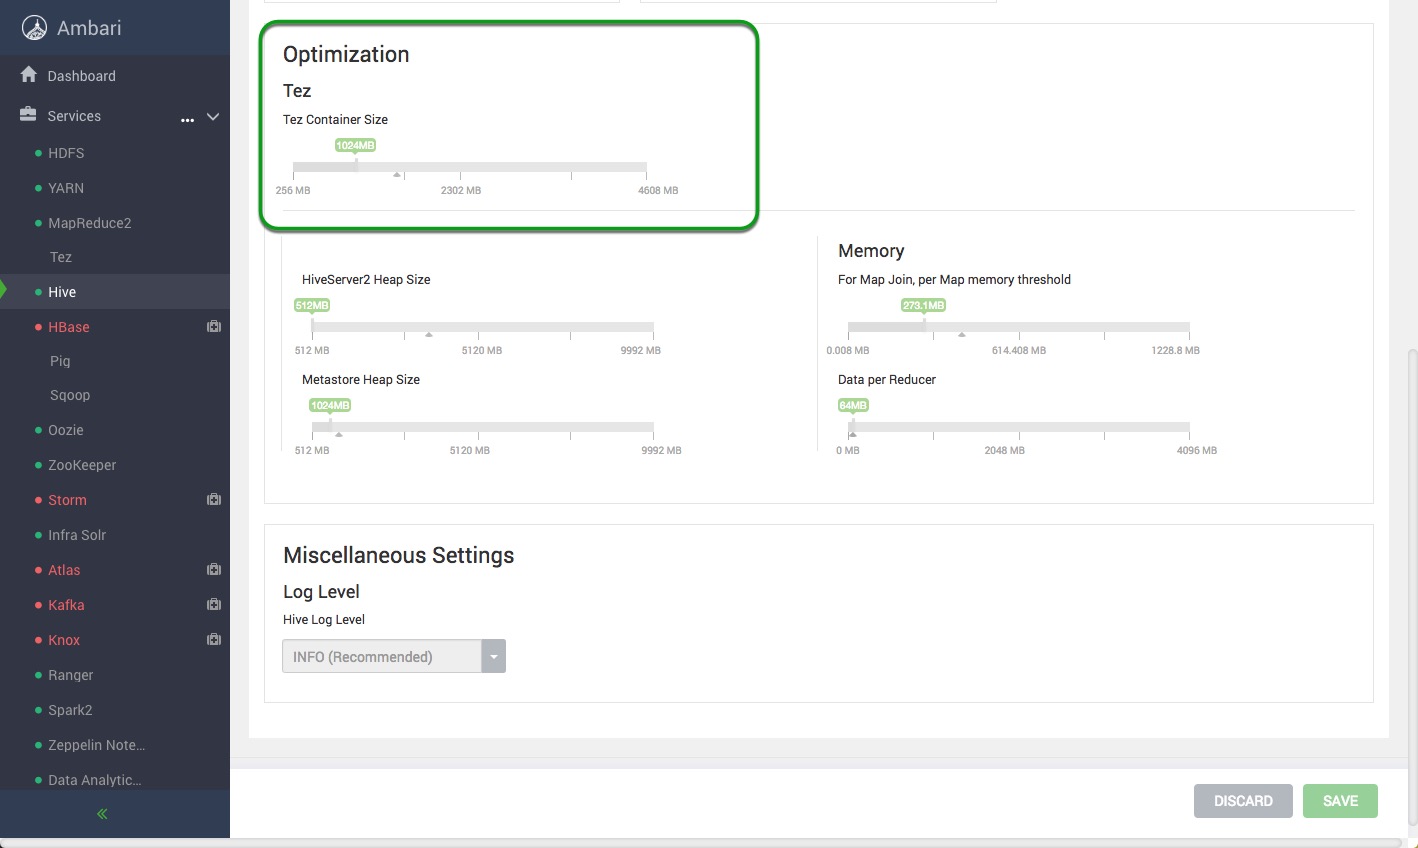 Ambari
Dashboard
Services
HDFS
YARN
MapReduce2
Tez
Hive
HBase
Pig
Sqoop
Oozie
ZooKeeper
Storm
Infra Solr
Atlas
Kafka
Knox
Ranger
Spark2
Zeppelin Note...
Data Analytic...
Optimization
Tez
Tez Container Size
1024MB
256 MB 2302 MB 4608 MB
HiveServer2 Heap Size
512MB
512 MB 5120 MB 9992 MB
Metastore Heap Size
1024MB
512 MB 5120 MB 9992 MB
Memory
For Map Join, per Map memory threshold
273.1MB
0.008 MB 614.408 MB 1228.8 MB
Data per Reducer
64MB
0 MB 2048 MB 4096 MB
Miscellaneous Settings
Log Level
Hive Log Level
INFO (Recommended)
DISCARD SAVE